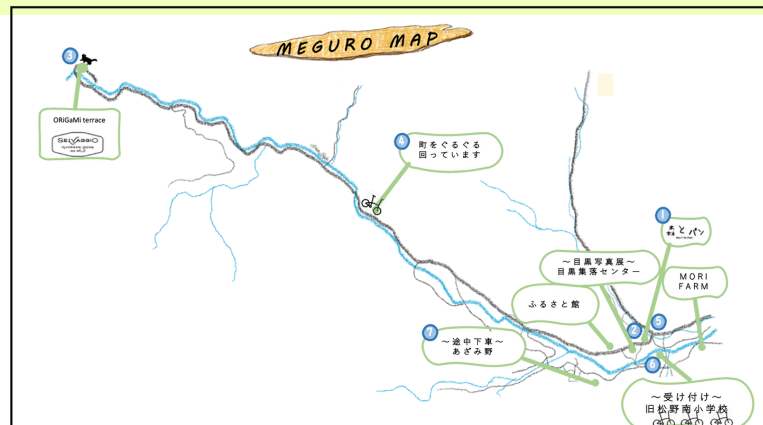 MEGURO MAP
3
ORiGaMi terrace
SELVAGGIO
4
町をぐるぐる
回っています
1
森とパン
〜目黒写真展〜
目黒集落センター
MORI
FARM
ふるさと館
2
5
7
〜途中下車〜
あざみ野
6
〜受け付け〜
旧松野南小学校